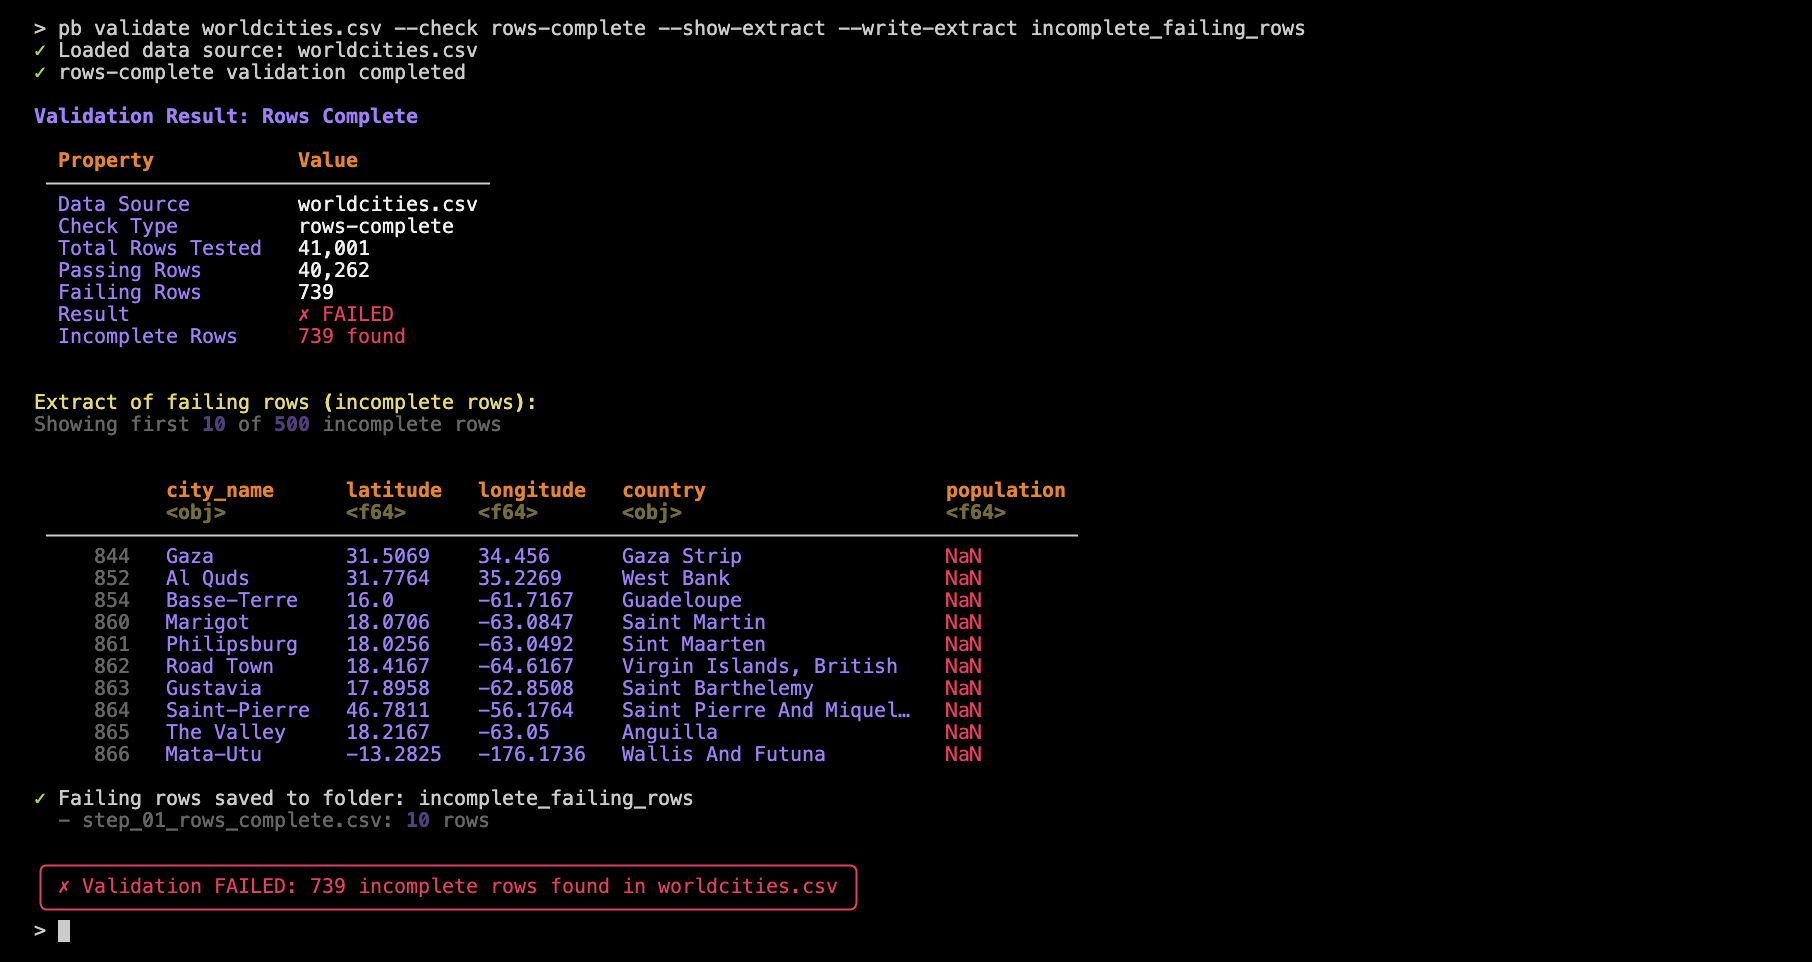 > pb validate worldcities.csv --check rows-complete --show-extract --write-extract incomplete_failing_rows
✓ Loaded data source: worldcities.csv
✓ rows-complete validation completed
Validation Result: Rows Complete
Property Value
Data Source worldcities.csv
Check Type rows-complete
Total Rows Tested 41,001
Passing Rows 40,262
Failing Rows 739
Result ✗ FAILED
Incomplete Rows 739 found
Extract of failing rows (incomplete rows):
Showing first 10 of 500 incomplete rows
city_name latitude longitude country population
<obj> <f64> <f64> <obj> <f64>
844 Gaza 31.5069 34.456 Gaza Strip NaN
852 Al Quds 31.7764 35.2269 West Bank NaN
854 Basse-Terre 16.0 -61.7167 Guadeloupe NaN
860 Marigot 18.0706 -63.0847 Saint Martin NaN
861 Philipsburg 18.0256 -63.0492 Sint Maarten NaN
862 Road Town 18.4167 -64.6167 Virgin Islands, British NaN
863 Gustavia 17.8958 -62.8508 Saint Barthelemy NaN
864 Saint-Pierre 46.7811 -56.1764 Saint Pierre And Miquel… NaN
865 The Valley 18.2167 -63.05 Anguilla NaN
866 Mata-Utu -13.2825 -176.1736 Wallis And Futuna NaN
✓ Failing rows saved to folder: incomplete_failing_rows
- step_01_rows_complete.csv: 10 rows
✗ Validation FAILED: 739 incomplete rows found in worldcities.csv
>